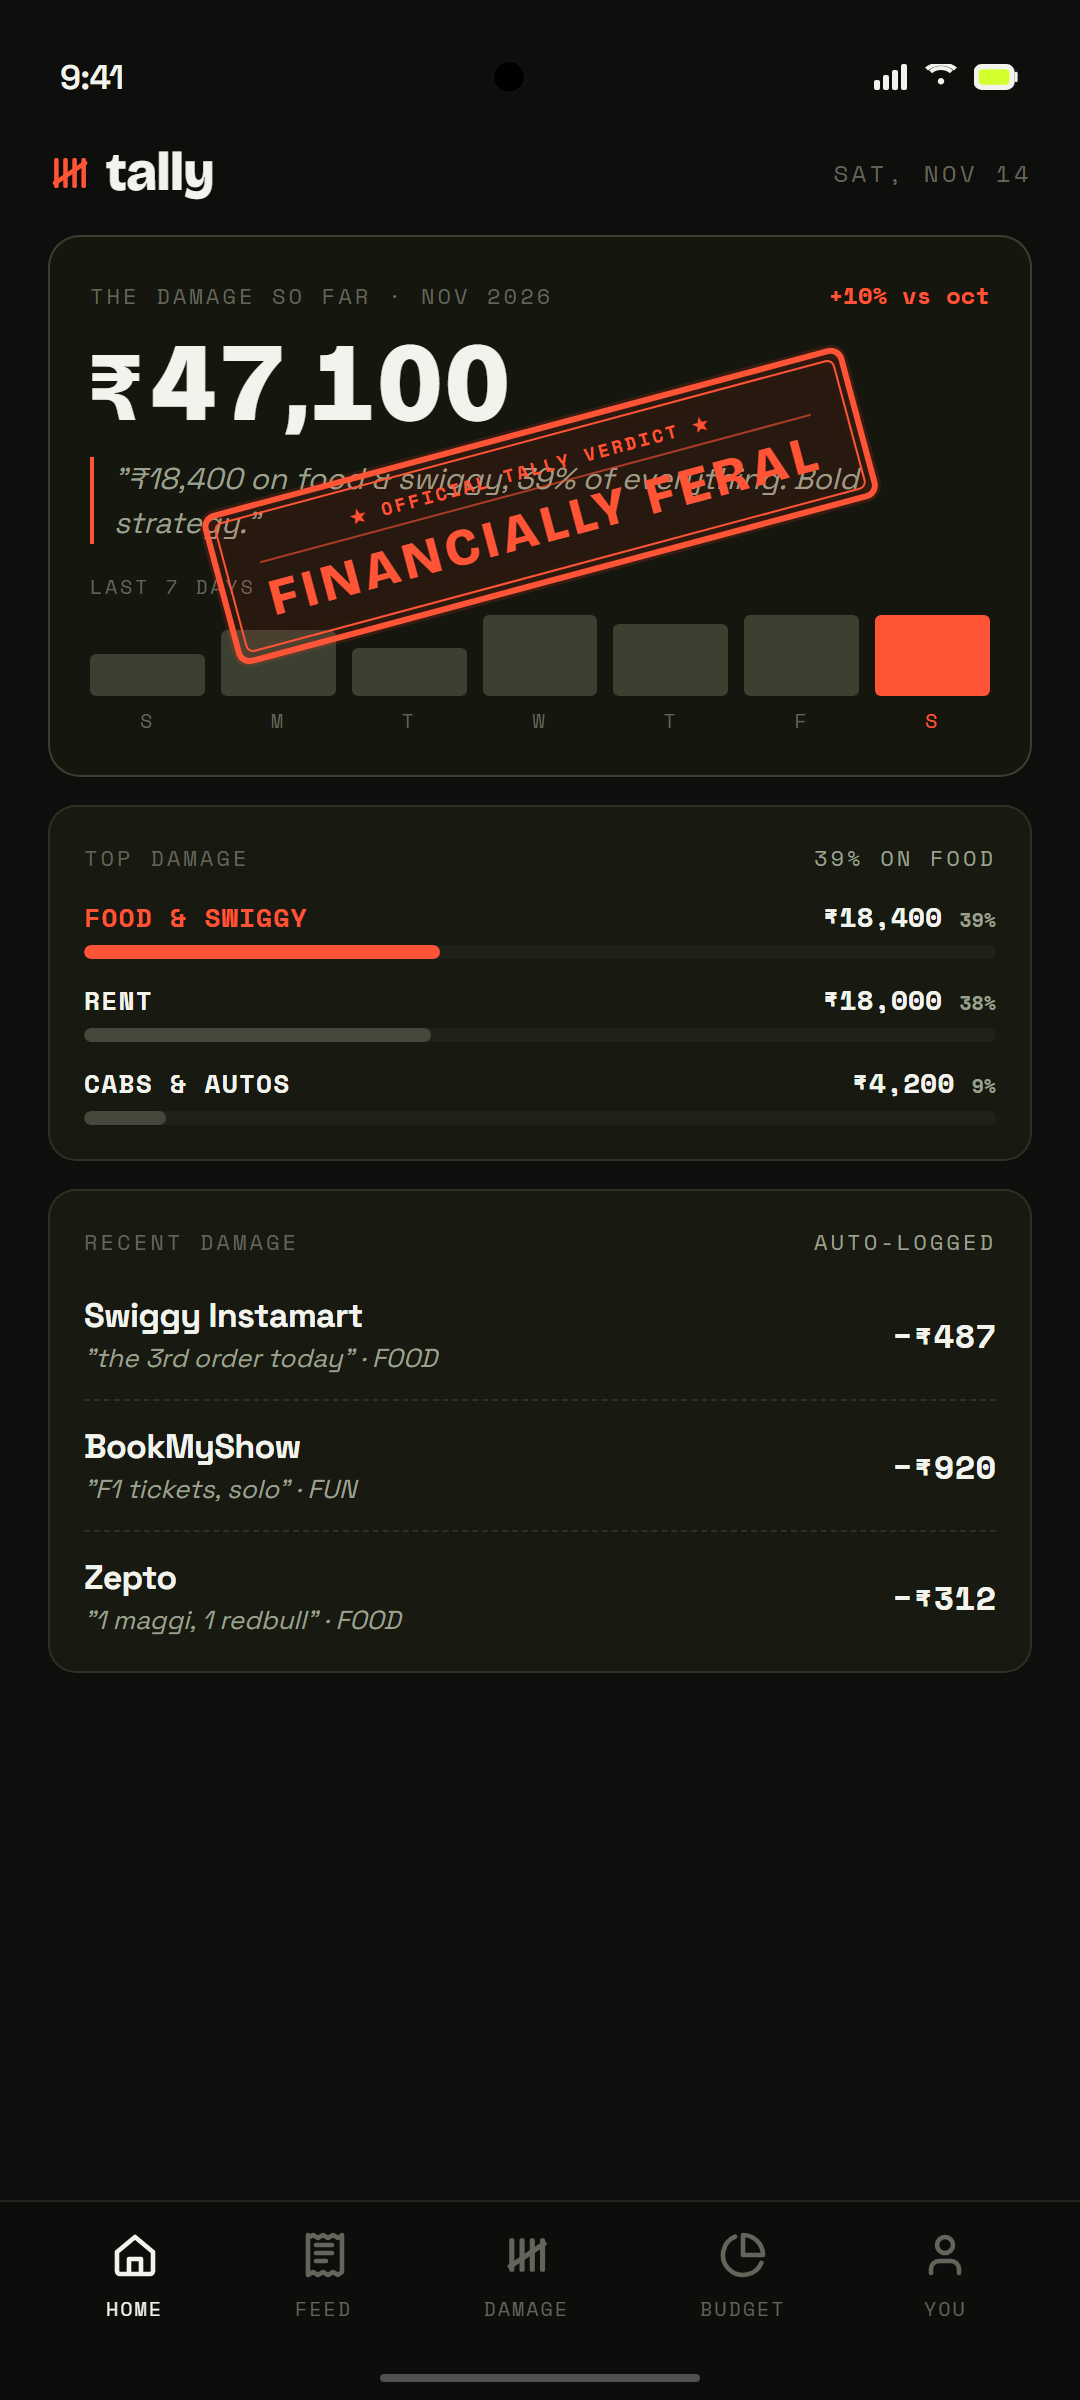 9:41
tally
SAT, NOV 14
THE DAMAGE SO FAR · NOV 2026
+10% vs oct
₹47,100
"₹18,400 on food & swiggy, 39% of everything. Bold
strategy."
★ OFFICIAL TALLY VERDICT ★
FINANCIALLY FERAL
LAST 7 DAYS
S M T W T F S
TOP DAMAGE
39% ON FOOD
FOOD & SWIGGY
₹18,400 39%
RENT
₹18,000 38%
CABS & AUTOS
₹4,200 9%
RECENT DAMAGE
AUTO-LOGGED
Swiggy Instamart
"the 3rd order today" · FOOD
−₹487
BookMyShow
"F1 tickets, solo" · FUN
−₹920
Zepto
"1 maggi, 1 redbull" · FOOD
−₹312
HOME
FEED
DAMAGE
BUDGET
YOU